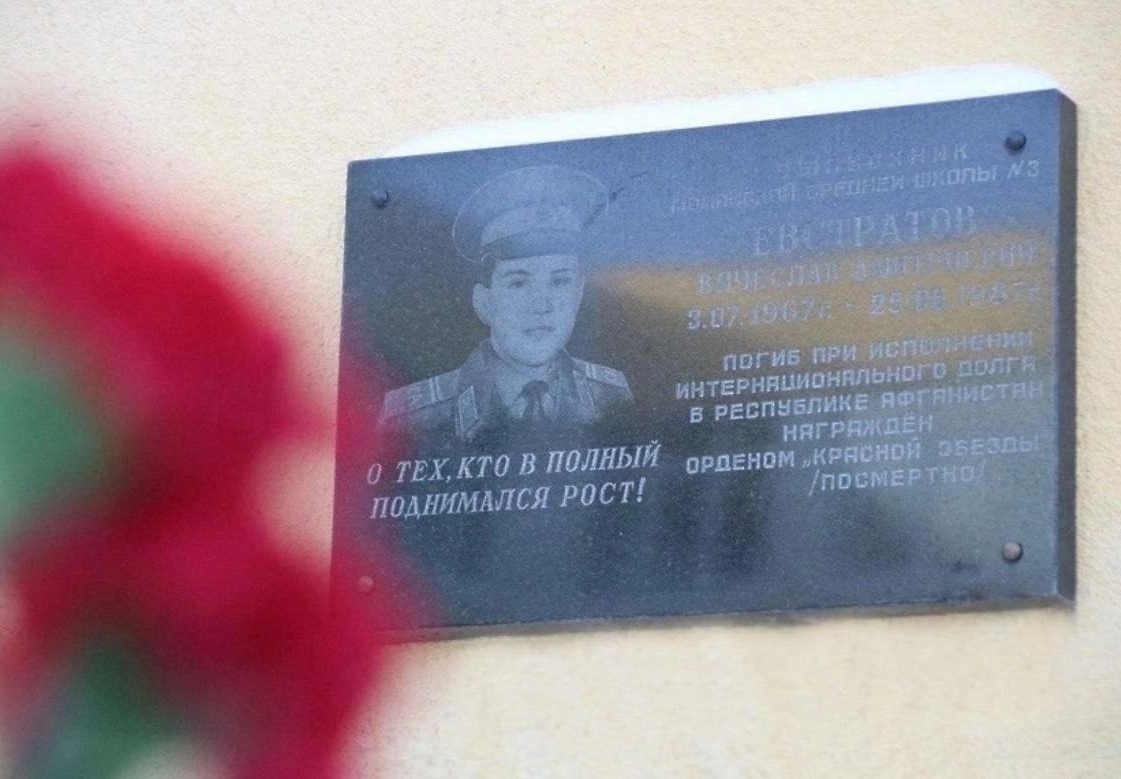 ВЫПУСКНИК
СРЕДНЕЙ ШКОЛЫ №3
ЕВСТРАТОВ
ВЯЧЕСЛАВ
3.07.1967г. - 1987г.
ПОГИБ ПРИ ИСПОЛНЕНИИ
ИНТЕРНАЦИОНАЛЬНОГО ДОЛГА
В РЕСПУБЛИКЕ АФГАНИСТАН
НАГРАЖДЁН
ОРДЕНОМ „КРАСНОЙ ЗВЕЗДЫ"
/ПОСМЕРТНО/
О ТЕХ, КТО В ПОЛНЫЙ
ПОДНИМАЛСЯ РОСТ!